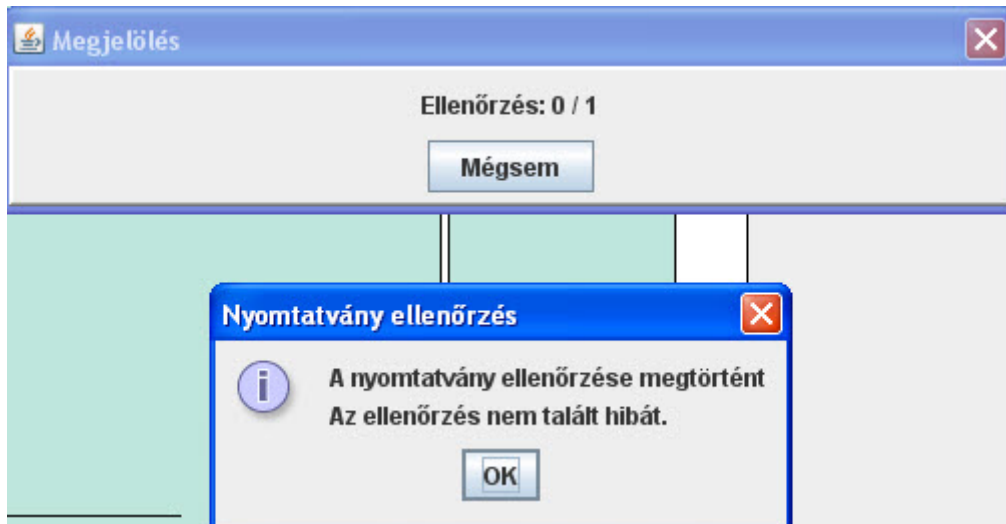 Megjelölés
Ellenőrzés: 0 / 1
Mégsem
Nyomtatvány ellenőrzés
A nyomtatvány ellenőrzése megtörtént
Az ellenőrzés nem talált hibát.
OK